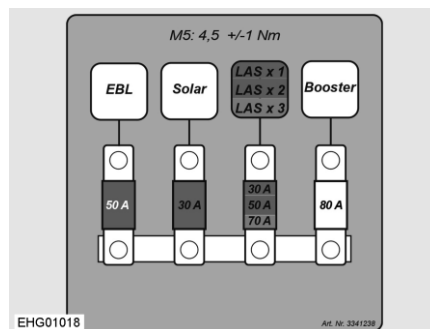 M5: 4,5 +/-1 Nm
EBL
Solar
LAS x 1
LAS x 2
LAS x 3
Booster
50 A
30 A
30 A
50 A
70 A
80 A
EHG01018
Art. Nr. 3341238